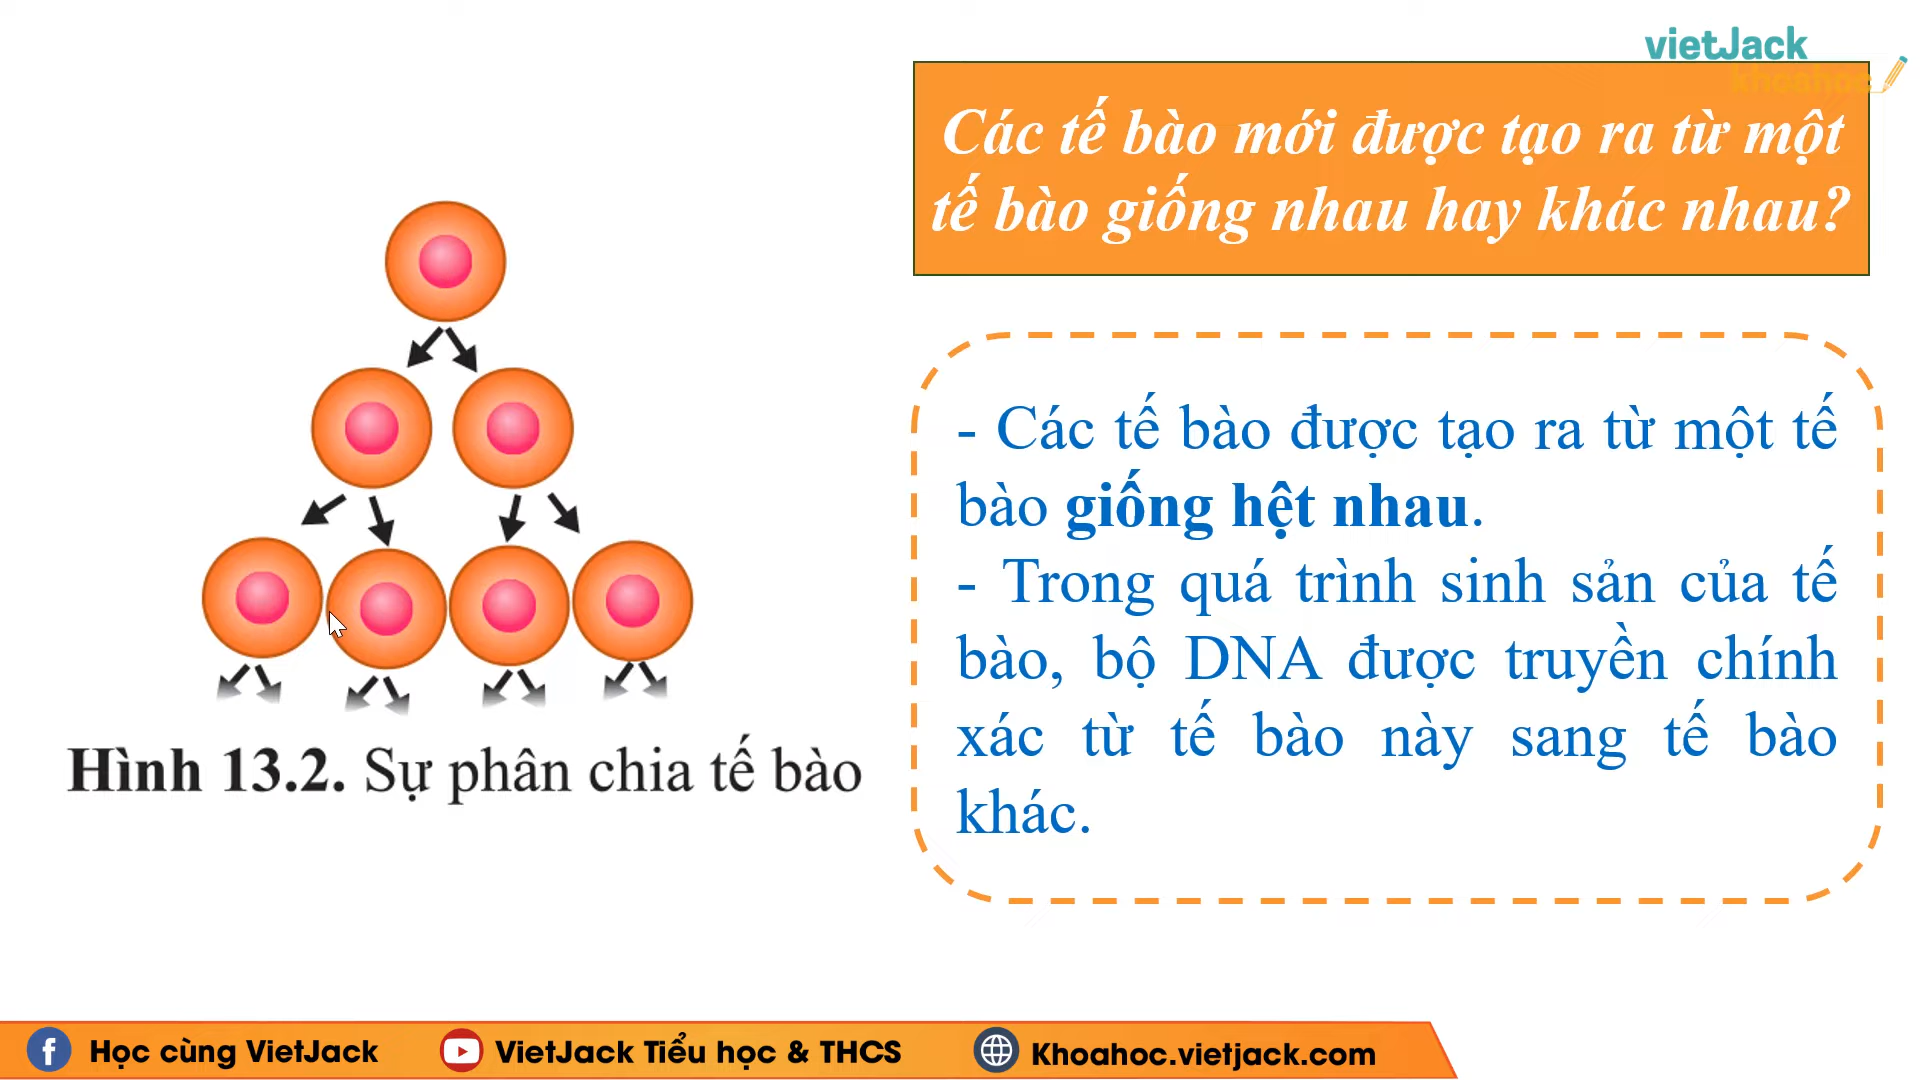 vietJack
khoahoc
Các tế bào mới được tạo ra từ một
tế bào giống nhau hay khác nhau?
- Các tế bào được tạo ra từ một tế
bào giống hệt nhau.
- Trong quá trình sinh sản của tế
bào, bộ DNA được truyền chính
xác từ tế bào này sang tế bào
khác.
Hình 13.2. Sự phân chia tế bào
Học cùng VietJack
VietJack Tiểu học & THCS
Khoahoc.vietjack.com